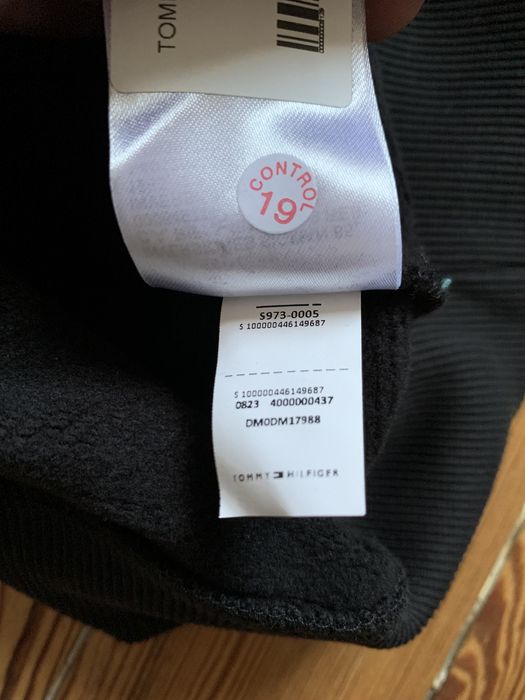 TOM
CONTROL
19
S973-0005
S 100000446149687
S 100000446149687
0823 4000000437
DM0DM17988
TOMMY HILFIGER